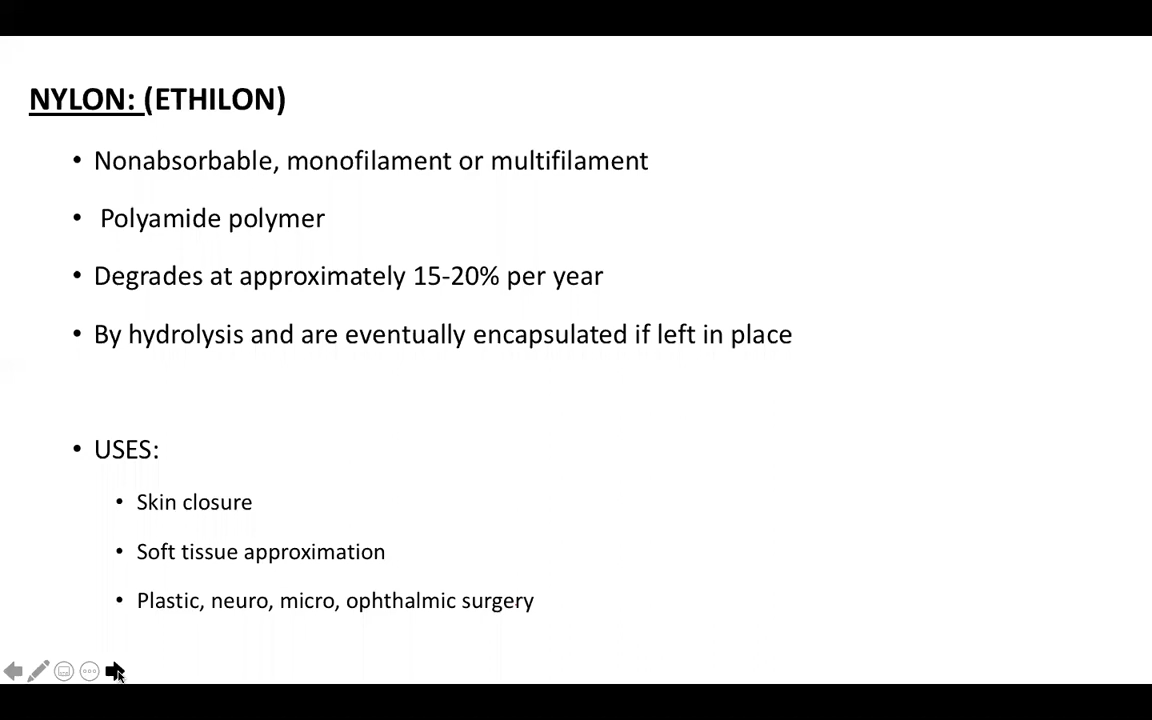 NYLON: (ETHILON)
• Nonabsorbable, monofilament or multifilament
• Polyamide polymer
• Degrades at approximately 15-20% per year
• By hydrolysis and are eventually encapsulated if left in place
• USES:
• Skin closure
• Soft tissue approximation
• Plastic, neuro, micro, ophthalmic surgery